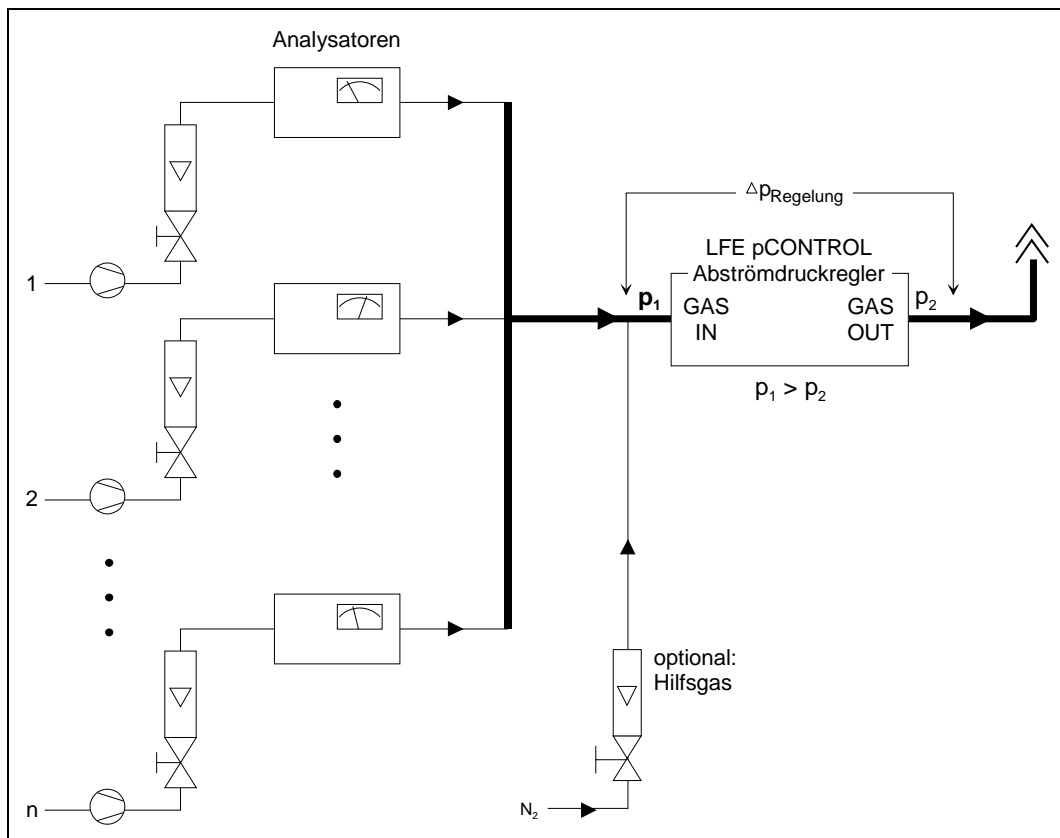 Analysatoren
1
2
n
ΔpRegelung
LFE pCONTROL
Abströmdruckregler
p1
GAS
IN
GAS
OUT
p2
p1 > p2
optional:
Hilfsgas
N2